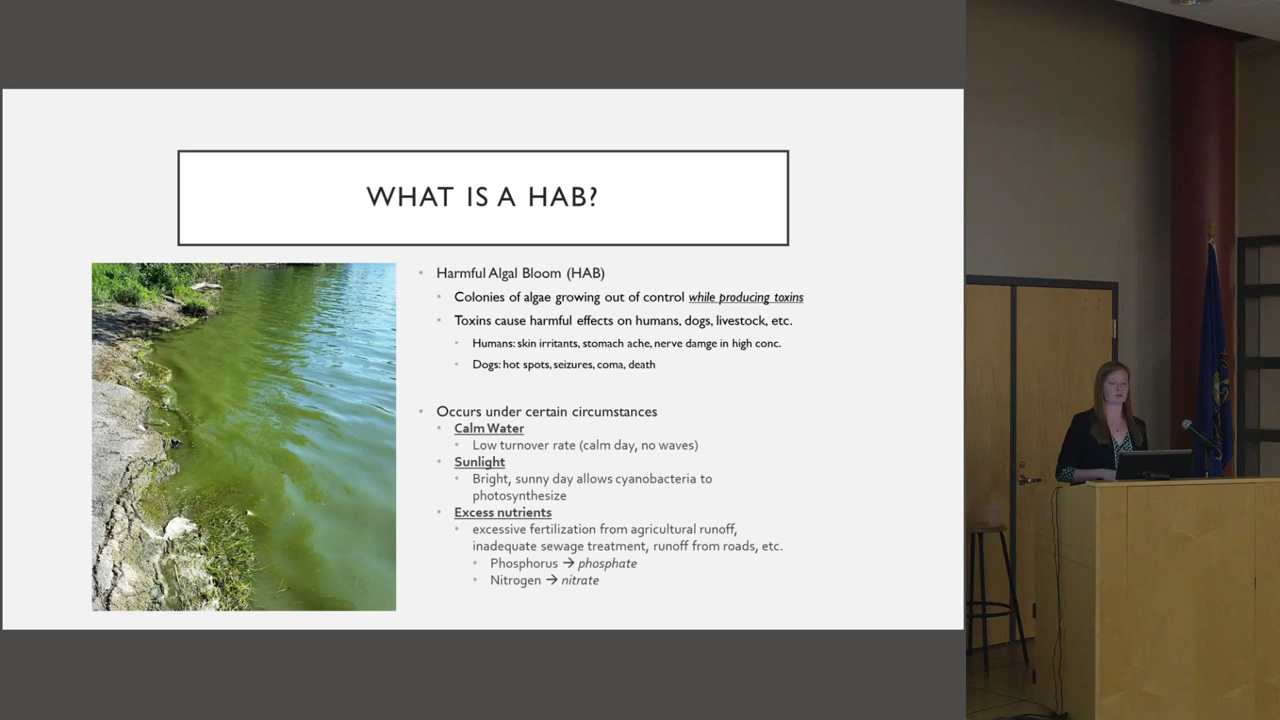 WHAT IS A HAB?
Harmful Algal Bloom (HAB)
Colonies of algae growing out of control while producing toxins
Toxins cause harmful effects on humans, dogs, livestock, etc.
Humans: skin irritants, stomach ache, nerve damge in high conc.
Dogs: hot spots, seizures, coma, death
Occurs under certain circumstances
Calm Water
Low turnover rate (calm day, no waves)
Sunlight
Bright, sunny day allows cyanobacteria to
photosynthesize
Excess nutrients
excessive fertilization from agricultural runoff,
inadequate sewage treatment, runoff from roads, etc.
Phosphorus → phosphate
Nitrogen → nitrate